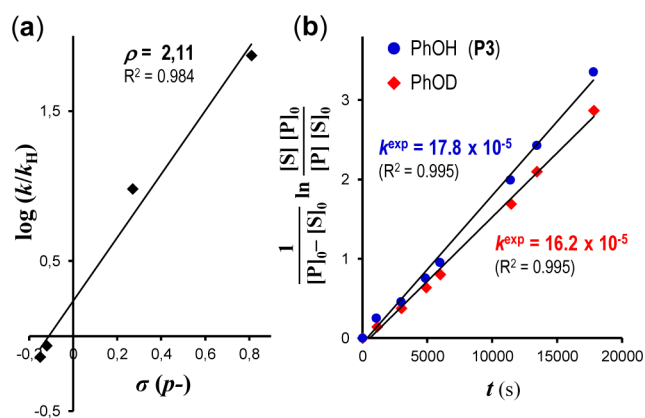 (a)
ρ = 2,11
R² = 0.984
log (k/kH)
1,5
0,5
-0,5
-0,2
0
0,2
0,4
0,6
0,8
1
σ (p-)
(b)
PhOH (P3)
PhOD
1
[P]0– [S]0
ln
[S] [P]0
[P] [S]0
kexp = 17.8 x 10-5
(R² = 0.995)
kexp = 16.2 x 10-5
(R² = 0.995)
3
2
1
0
0
5000
10000
15000
20000
t (s)